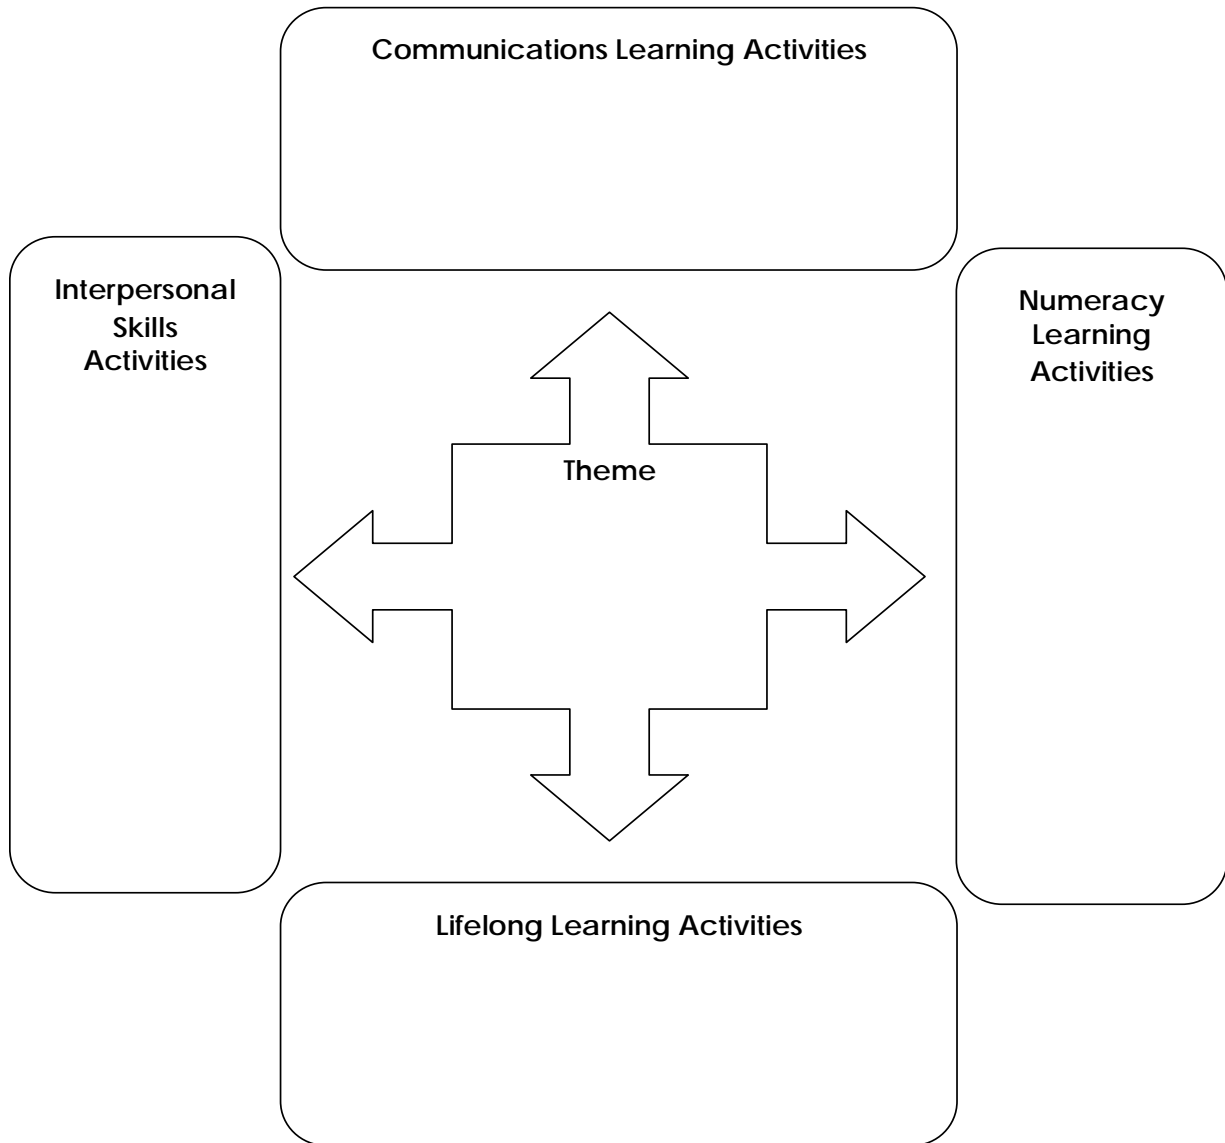 Communications Learning Activities
Interpersonal
Skills
Activities
Numeracy
Learning
Activities
Theme
Lifelong Learning Activities